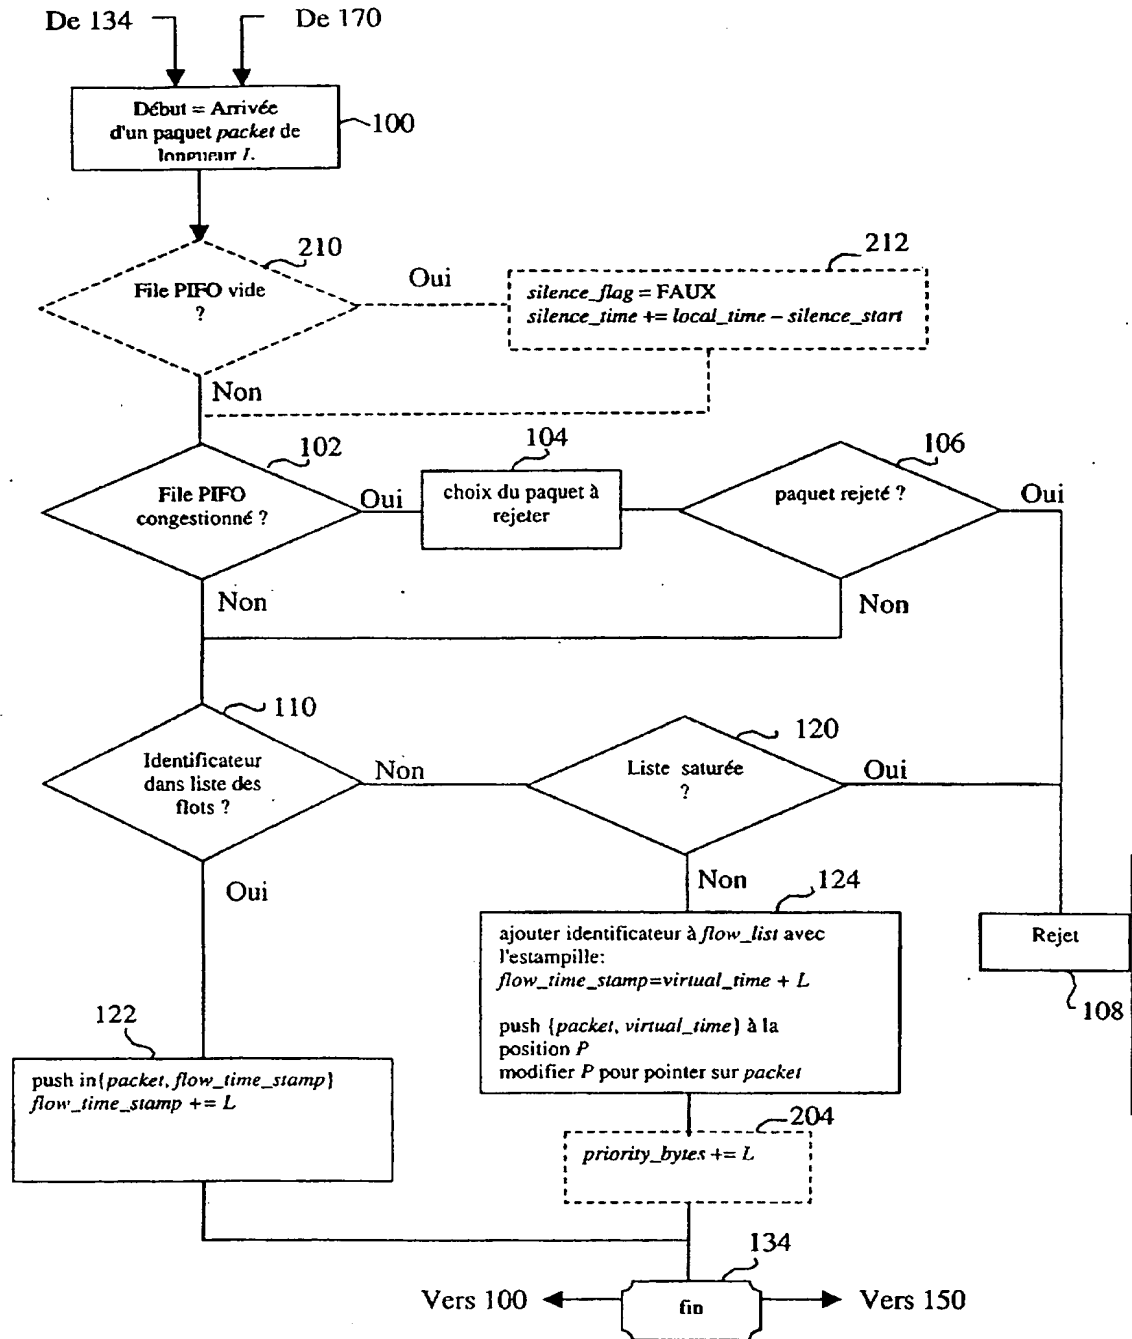 De 134
De 170
Début = Arrivée
d'un paquet packet de
longueur L
100
210
File PIFO vide
?
Oui
212
silence_flag = FAUX
silence_time += local_time – silence_start
Non
102
File PIFO
congestionné ?
Oui
104
choix du paquet à
rejeter
106
paquet rejeté ?
Oui
Non
Non
110
Identificateur
dans liste des
flots ?
Non
120
Liste saturée
?
Oui
Oui
Non
124
ajouter identificateur à flow_list avec
l'estampille:
flow_time_stamp=virtual_time + L
push {packet, virtual_time} à la
position P
modifier P pour pointer sur packet
Rejet
108
122
push in{packet, flow_time_stamp}
flow_time_stamp += L
204
priority_bytes += L
134
Vers 100
fin
Vers 150